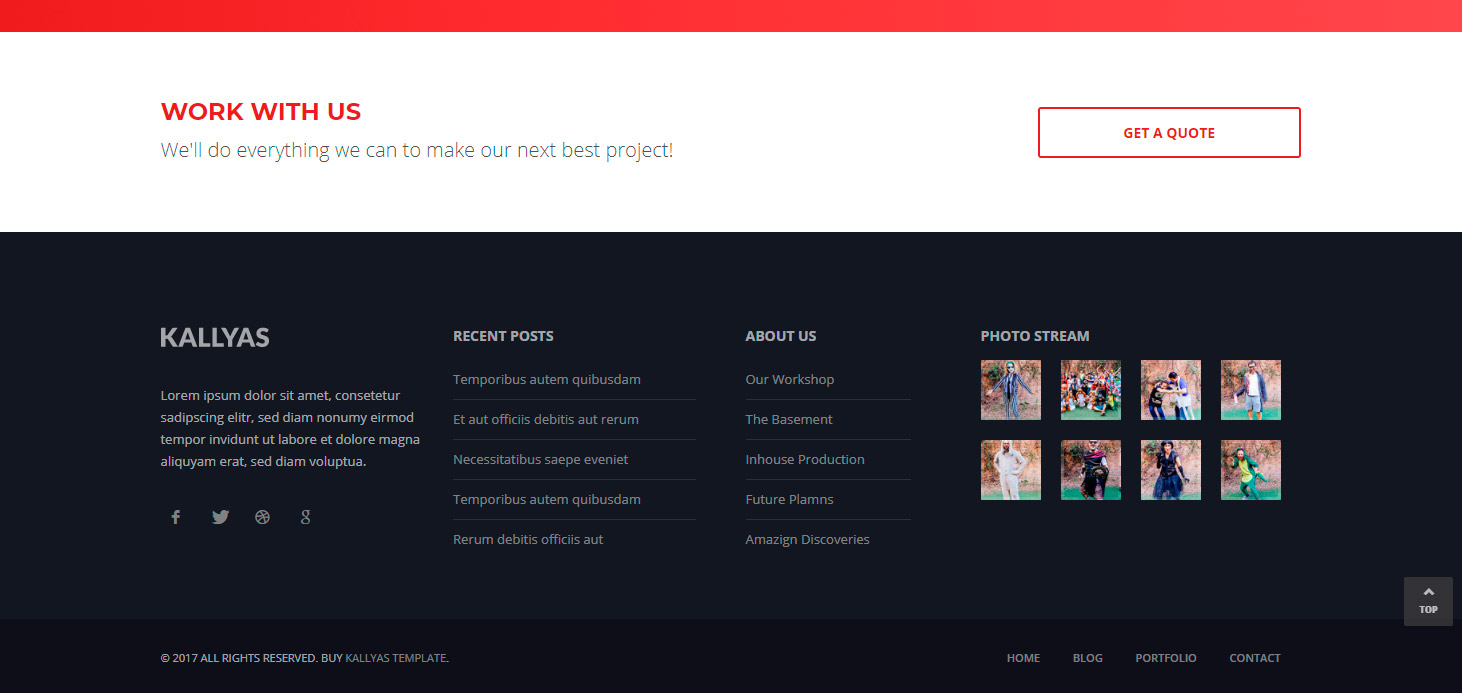 WORK WITH US
We'll do everything we can to make our next best project!
GET A QUOTE
KALLYAS
Lorem ipsum dolor sit amet, consetetur
sadipscing elitr, sed diam nonumy eirmod
tempor invidunt ut labore et dolore magna
aliquyam erat, sed diam voluptua.
RECENT POSTS
Temporibus autem quibusdam
Et aut officiis debitis aut rerum
Necessitatibus saepe eveniet
Temporibus autem quibusdam
Rerum debitis officiis aut
ABOUT US
Our Workshop
The Basement
Inhouse Production
Future Plamns
Amazign Discoveries
PHOTO STREAM
TOP
© 2017 ALL RIGHTS RESERVED. BUY KALLYAS TEMPLATE.
HOME BLOG PORTFOLIO CONTACT